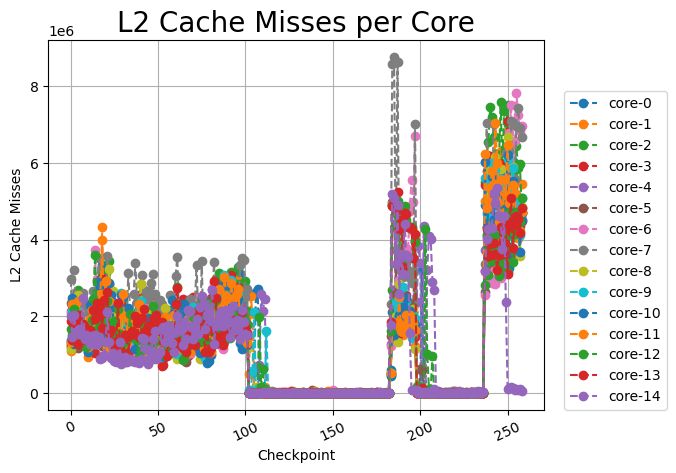 L2 Cache Misses per Core
1e6
8
6
4
2
0
L2 Cache Misses
0
50
100
150
200
250
Checkpoint
core-0
core-1
core-2
core-3
core-4
core-5
core-6
core-7
core-8
core-9
core-10
core-11
core-12
core-13
core-14